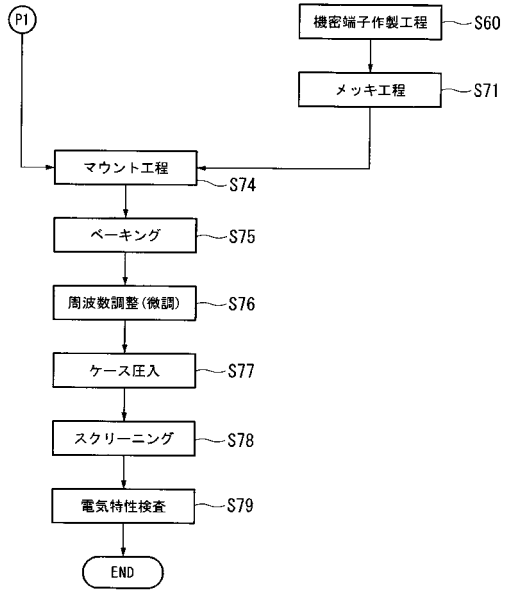 P1
機密端子作製工程 S60
メッキ工程 S71
マウント工程 S74
ベーキング S75
周波数調整(微調) S76
ケース圧入 S77
スクリーニング S78
電気特性検査 S79
END